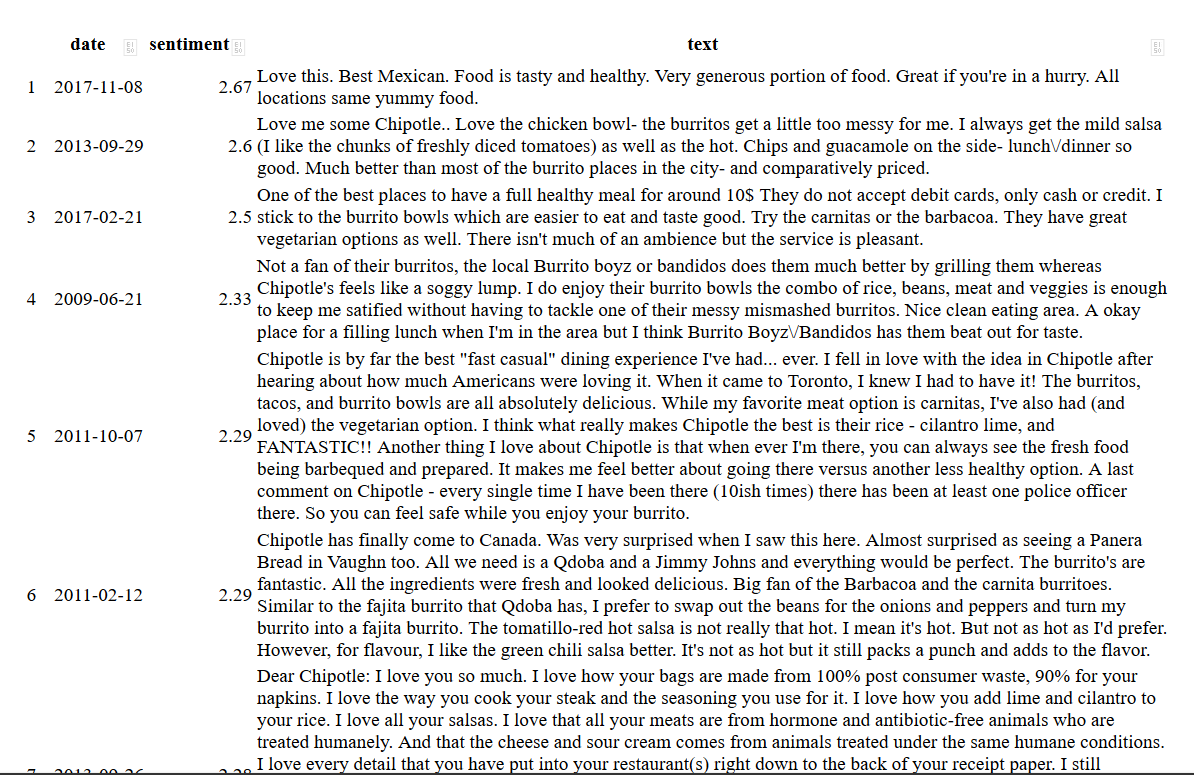 date sentiment text
1 2017-11-08 2.67 Love this. Best Mexican. Food is tasty and healthy. Very generous portion of food. Great if you're in a hurry. All
locations same yummy food.
Love me some Chipotle.. Love the chicken bowl- the burritos get a little too messy for me. I always get the mild salsa
2 2013-09-29 2.6 (I like the chunks of freshly diced tomatoes) as well as the hot. Chips and guacamole on the side- lunch\/dinner so
good. Much better than most of the burrito places in the city- and comparatively priced.
One of the best places to have a full healthy meal for around 10$ They do not accept debit cards, only cash or credit. I
3 2017-02-21 2.5 stick to the burrito bowls which are easier to eat and taste good. Try the carnitas or the barbacoa. They have great
vegetarian options as well. There isn't much of an ambience but the service is pleasant.
Not a fan of their burritos, the local Burrito boyz or bandidos does them much better by grilling them whereas
4 2009-06-21 2.33 Chipotle's feels like a soggy lump. I do enjoy their burrito bowls the combo of rice, beans, meat and veggies is enough
to keep me satified without having to tackle one of their messy mismashed burritos. Nice clean eating area. A okay
place for a filling lunch when I'm in the area but I think Burrito Boyz\/Bandidos has them beat out for taste.
Chipotle is by far the best "fast casual" dining experience I've had... ever. I fell in love with the idea in Chipotle after
hearing about how much Americans were loving it. When it came to Toronto, I knew I had to have it! The burritos,
tacos, and burrito bowls are all absolutely delicious. While my favorite meat option is carnitas, I've also had (and
5 2011-10-07 2.29 loved) the vegetarian option. I think what really makes Chipotle the best is their rice - cilantro lime, and
FANTASTIC!! Another thing I love about Chipotle is that when ever I'm there, you can always see the fresh food
being barbequed and prepared. It makes me feel better about going there versus another less healthy option. A last
comment on Chipotle - every single time I have been there (10ish times) there has been at least one police officer
there. So you can feel safe while you enjoy your burrito.
Chipotle has finally come to Canada. Was very surprised when I saw this here. Almost surprised as seeing a Panera
Bread in Vaughn too. All we need is a Qdoba and a Jimmy Johns and everything would be perfect. The burrito's are
fantastic. All the ingredients were fresh and looked delicious. Big fan of the Barbacoa and the carnita burritoes.
6 2011-02-12 2.29 Similar to the fajita burrito that Qdoba has, I prefer to swap out the beans for the onions and peppers and turn my
burrito into a fajita burrito. The tomatillo-red hot salsa is not really that hot. I mean it's hot. But not as hot as I'd prefer.
However, for flavour, I like the green chili salsa better. It's not as hot but it still packs a punch and adds to the flavor.
Dear Chipotle: I love you so much. I love how your bags are made from 100% post consumer waste, 90% for your
napkins. I love the way you cook your steak and the seasoning you use for it. I love how you add lime and cilantro to
your rice. I love all your salsas. I love that all your meats are from hormone and antibiotic-free animals who are
treated humanely. And that the cheese and sour cream comes from animals treated under the same humane conditions.
I love every detail that you have put into your restaurant(s) right down to the back of your receipt paper. I still